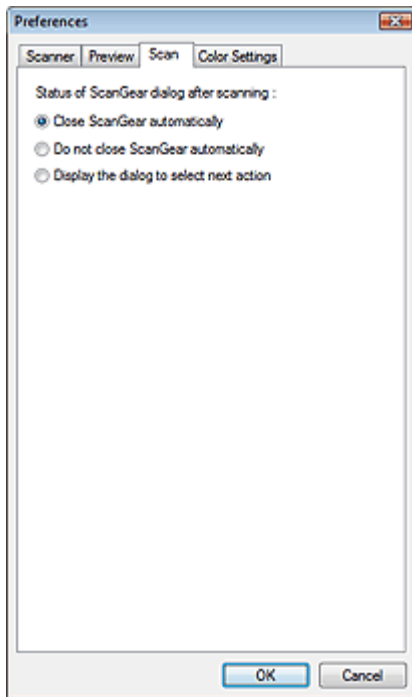 Preferences
Scanner Preview Scan Color Settings
Status of ScanGear dialog after scanning :
Close ScanGear automatically
Do not close ScanGear automatically
Display the dialog to select next action
OK Cancel